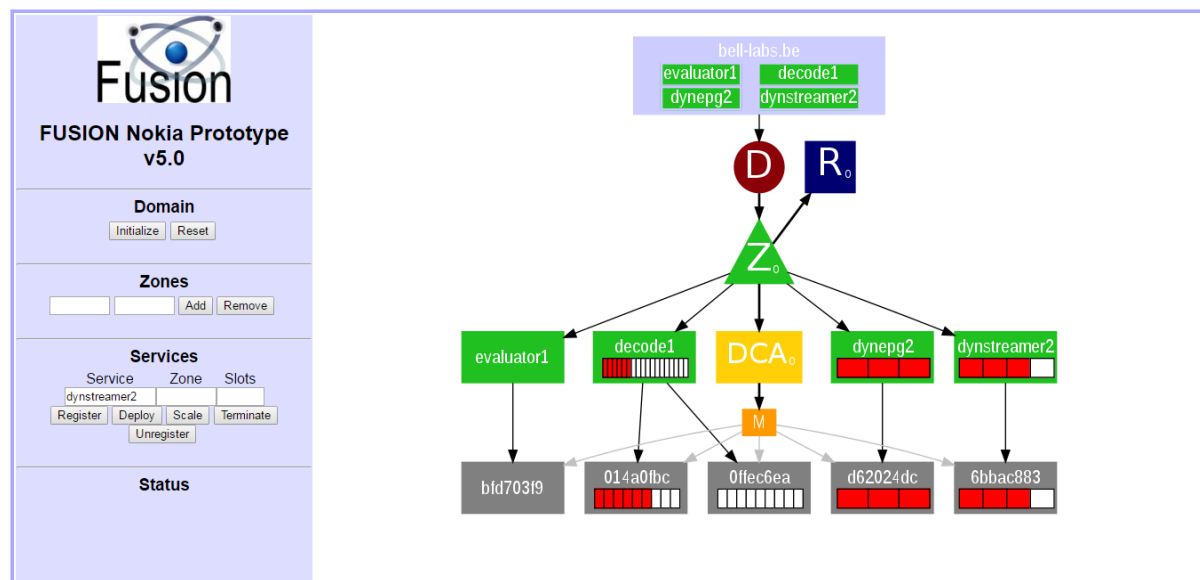 Fusion
FUSION Nokia Prototype
v5.0
Domain
Initialize Reset
Zones
Add Remove
Services
Service Zone Slots
dynstreamer2
Register Deploy Scale Terminate
Unregister
Status
bell-labs.be
evaluator1 decode1
dynepg2 dynstreamer2
D R0
Z0
evaluator1 decode1 DCA0 dynepg2 dynstreamer2
M
bfd703f9 014a0fbc 0ffec6ea d62024dc 6bbac883